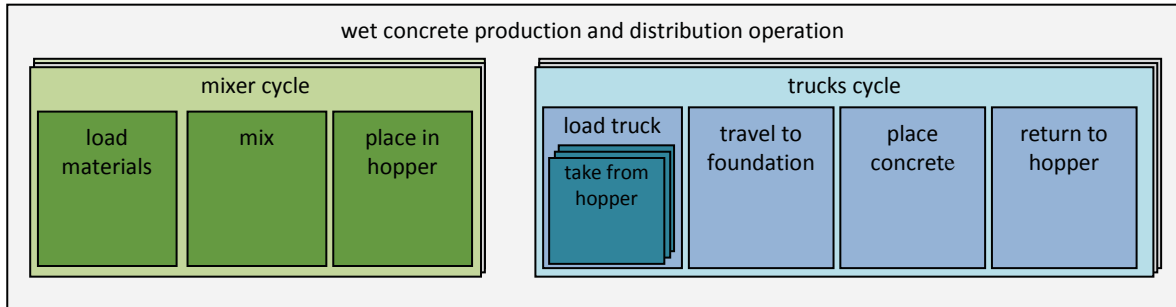 wet concrete production and distribution operation
mixer cycle
load
materials
mix
place in
hopper
trucks cycle
load truck
take from
hopper
travel to
foundation
place
concrete
return to
hopper